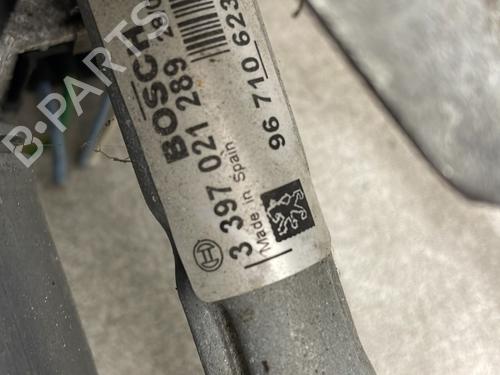 BOSCH
3 397 021 289
Made in Spain
96 710 623
B-PARTS